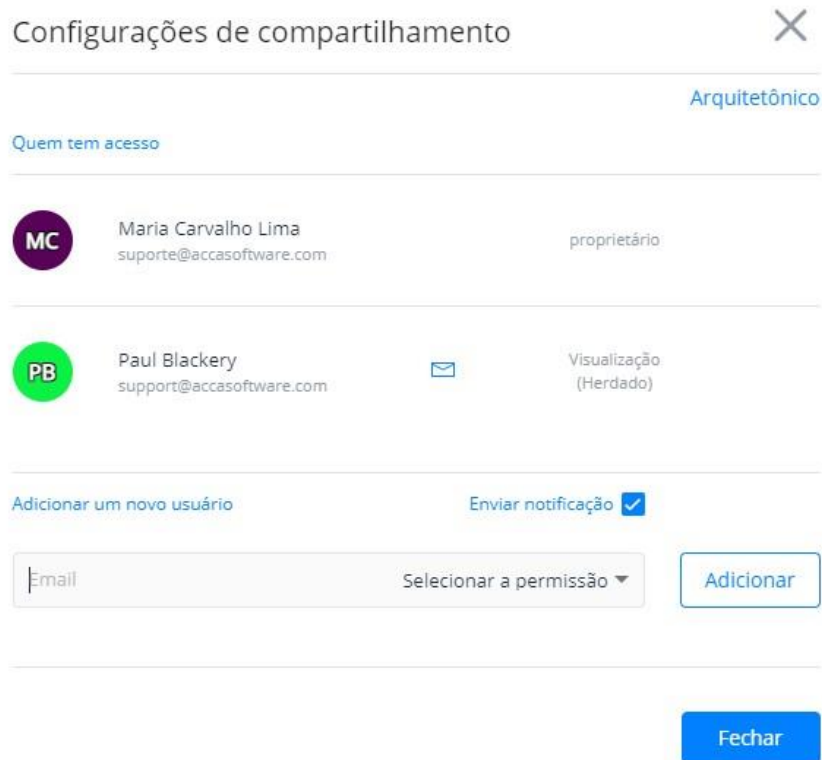 Configurações de compartilhamento
Arquitetônico
Quem tem acesso
MC
Maria Carvalho Lima
suporte@accasoftware.com
proprietário
PB
Paul Blackery
support@accasoftware.com
Visualização
(Herdado)
Adicionar um novo usuário
Enviar notificação
Email
Selecionar a permissão
Adicionar
Fechar